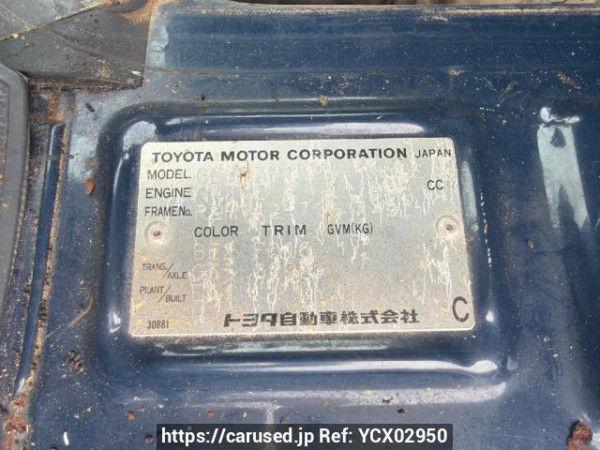 TOYOTA MOTOR CORPORATION JAPAN
MODEL
ENGINE CC
FRAME No.
COLOR TRIM GVM(KG)
TRANS/AXLE
PLANT/BUILT
30881
トヨタ自動車株式会社 C
https://carused.jp Ref: YCX02950